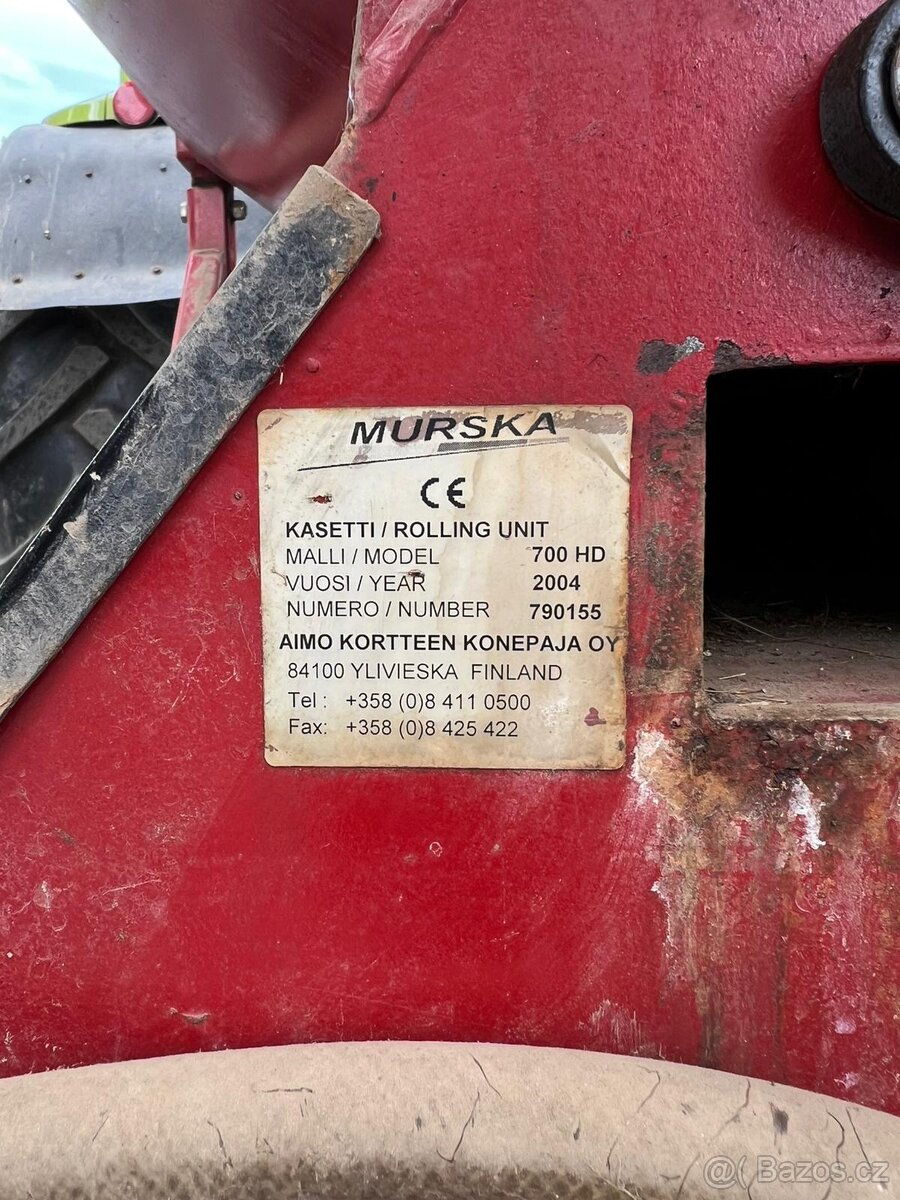 MURSKA
CE
KASETTI / ROLLING UNIT
MALLI / MODEL 700 HD
VUOSI / YEAR 2004
NUMERO / NUMBER 790155
AIMO KORTTEEN KONEPAJA OY
84100 YLIVIESKA FINLAND
Tel : +358 (0)8 411 0500
Fax: +358 (0)8 425 422
@( Bazos.cz